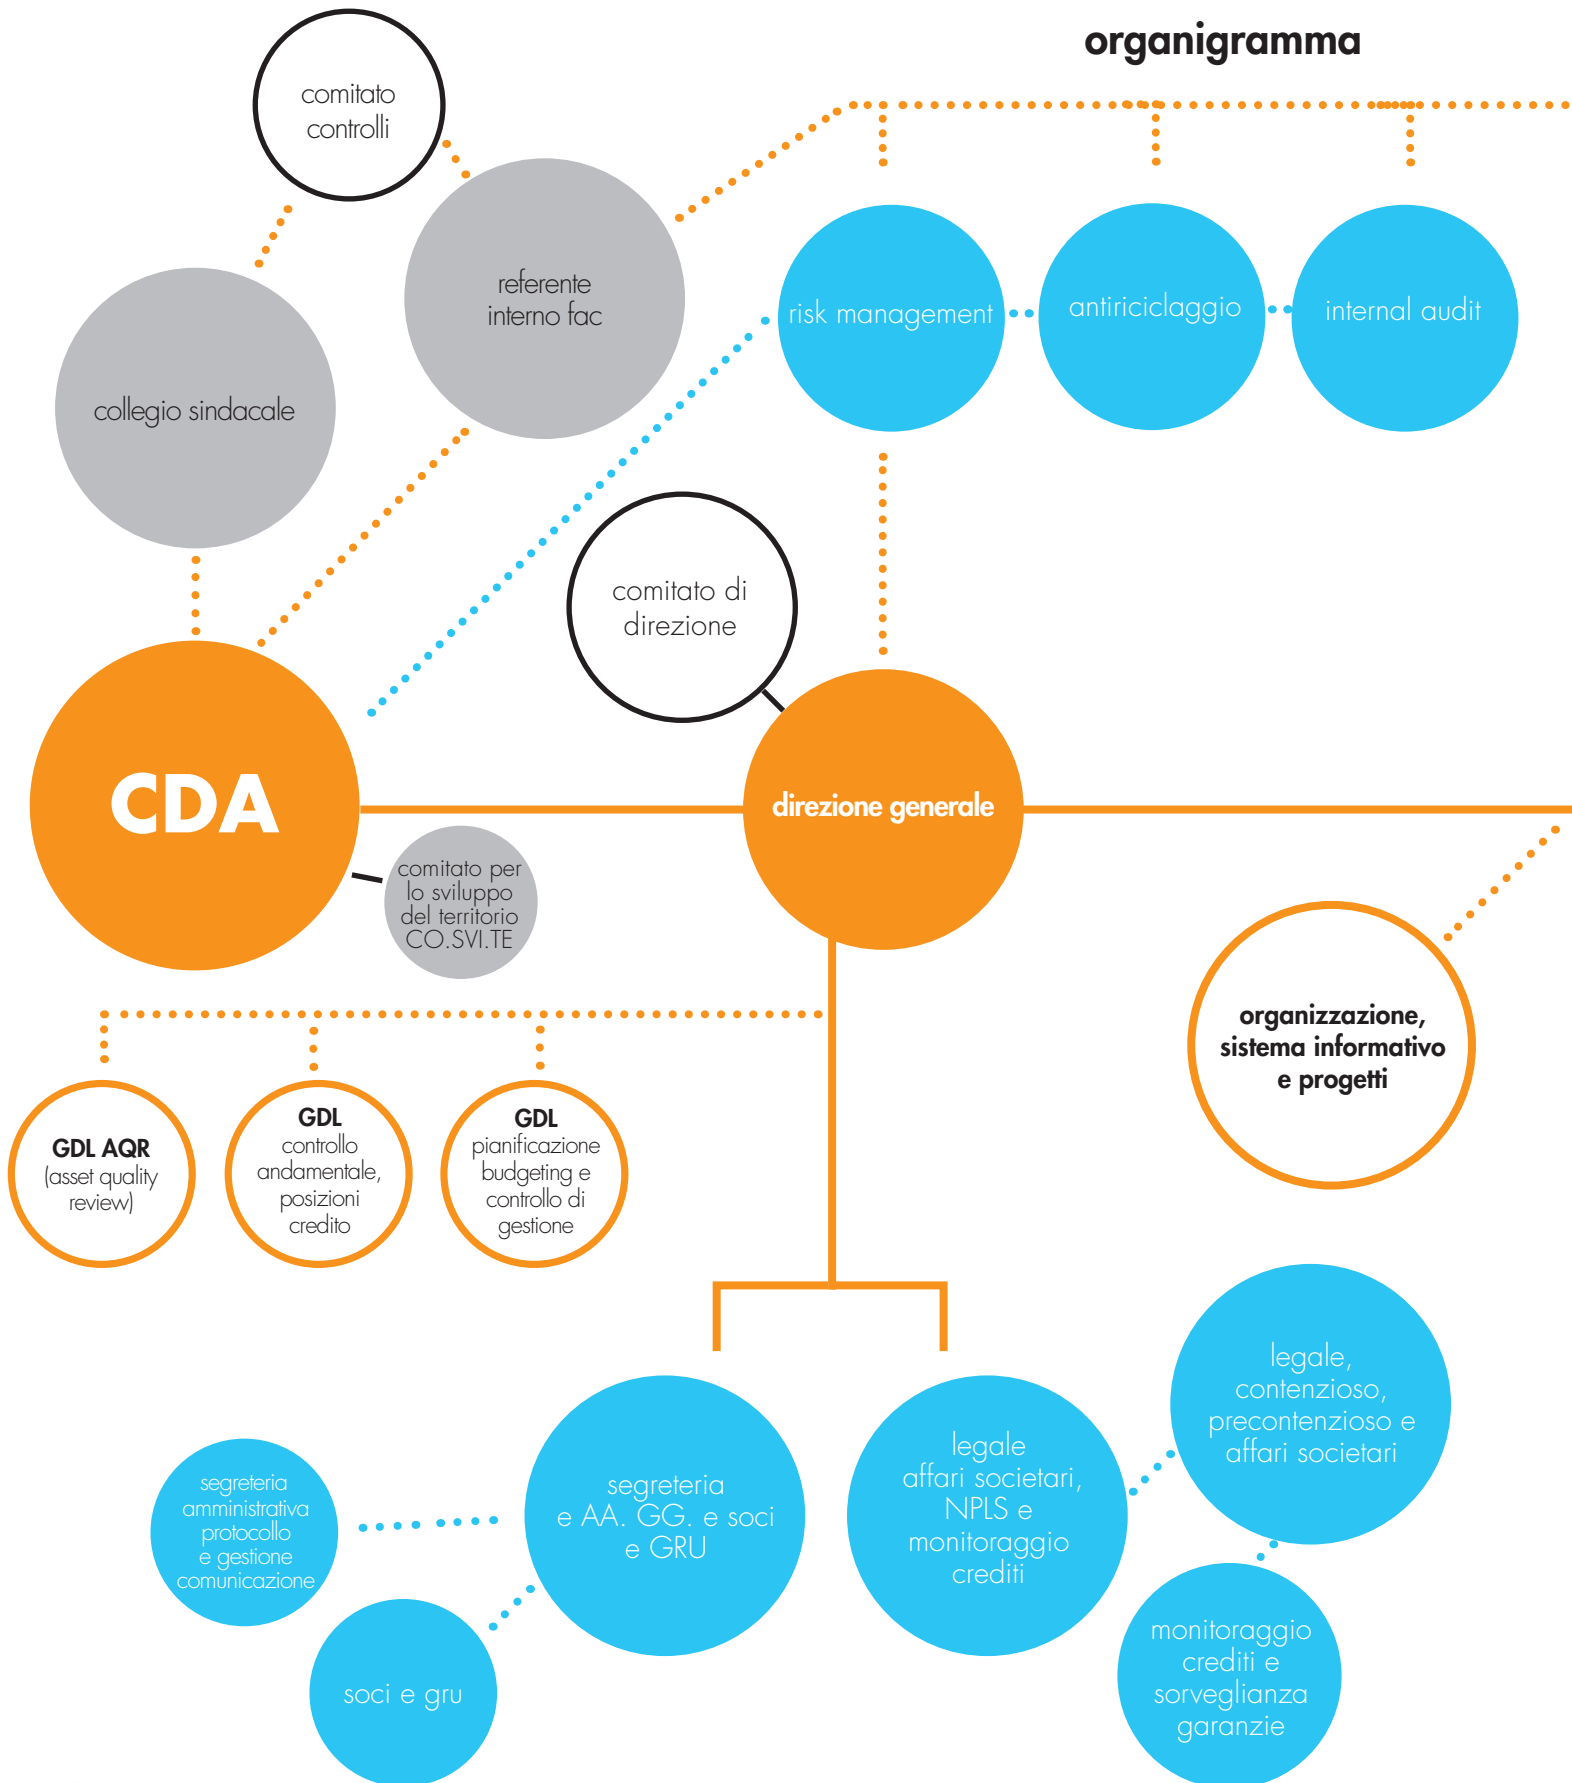 organigramma
comitato
controlli
referente
interno fac
risk management
antiriciclaggio
internal audit
collegio sindacale
comitato di
direzione
CDA
direzione generale
comitato per
lo sviluppo
del territorio
CO.SVI.TE
organizzazione,
sistema informativo
e progetti
GDL AQR
(asset quality
review)
GDL
controllo
andamentale,
posizioni
credito
GDL
pianificazione
budgeting e
controllo di
gestione
legale,
contenzioso,
precontenzioso e
affari societari
segreteria
amministrativa
protocollo
e gestione
comunicazione
segreteria
e AA. GG. e soci
e GRU
legale
affari societari,
NPLS e
monitoraggio
crediti
soci e gru
monitoraggio
crediti e
sorveglianza
garanzie